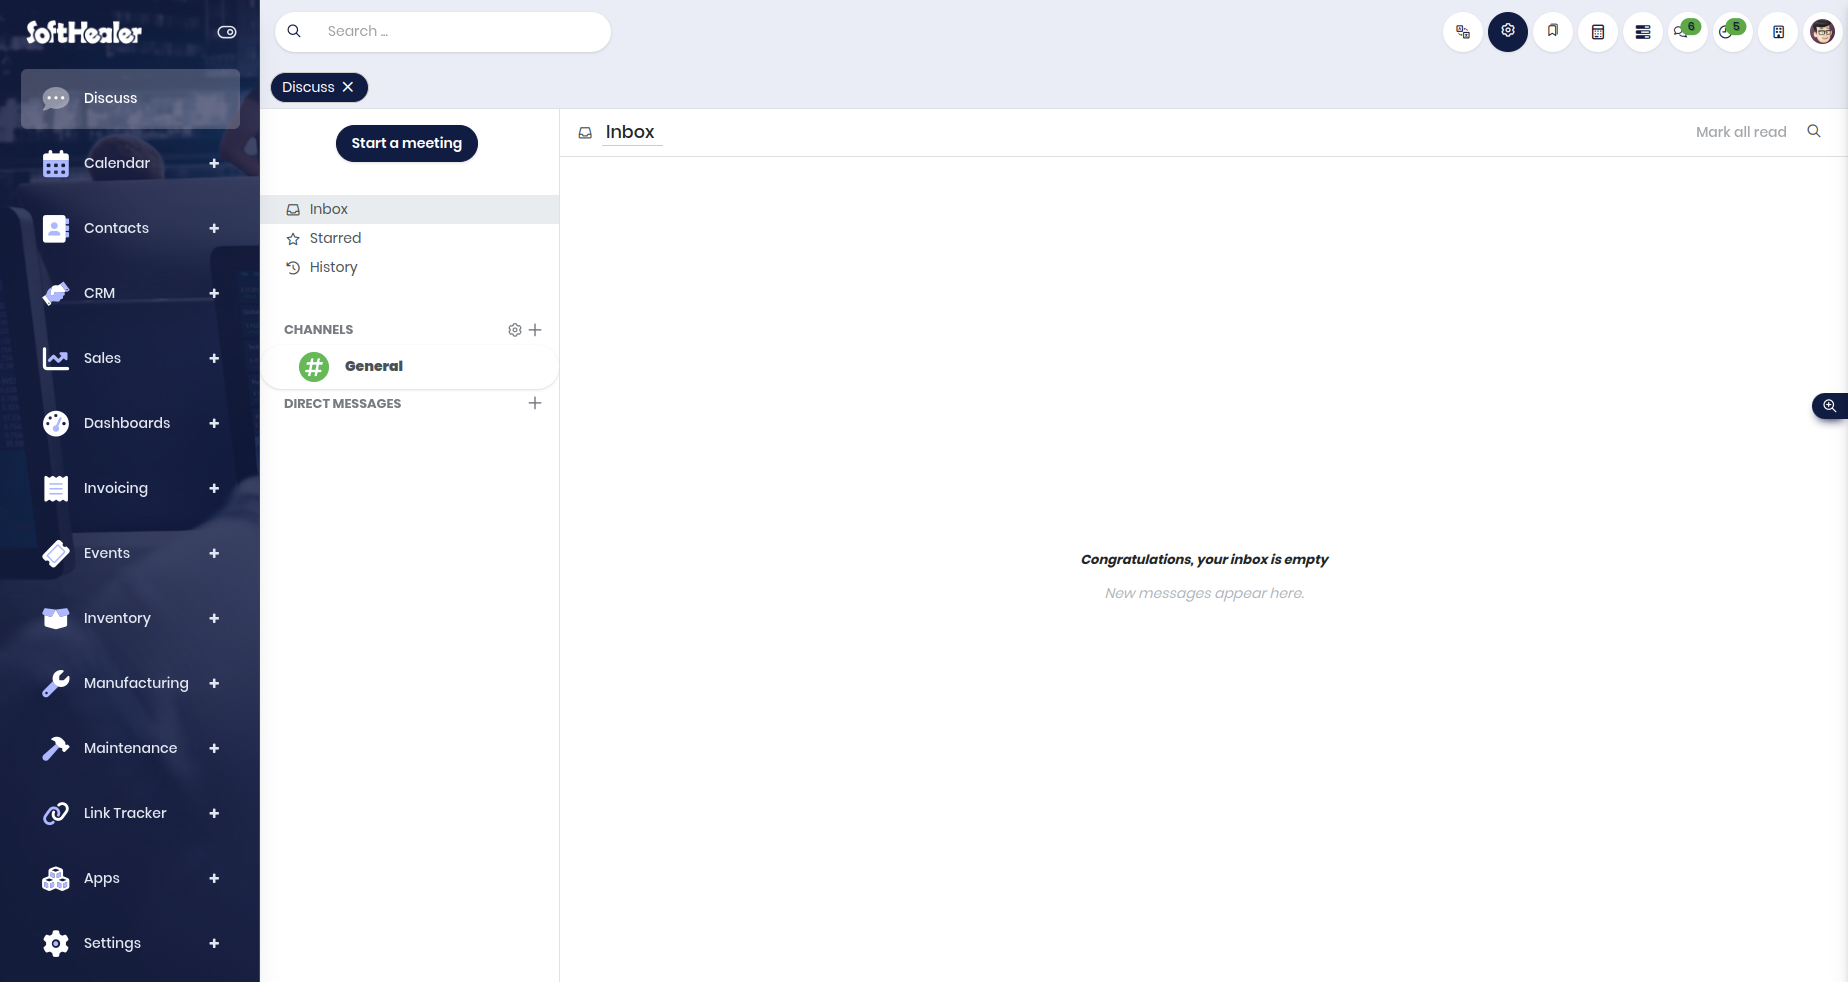 SoftHealer
Search ...
6
5
Discuss
Discuss
Calendar
Contacts
CRM
Sales
Dashboards
Invoicing
Events
Inventory
Manufacturing
Maintenance
Link Tracker
Apps
Settings
Start a meeting
Inbox
Starred
History
CHANNELS
General
DIRECT MESSAGES
Inbox
Mark all read
Congratulations, your inbox is empty
New messages appear here.